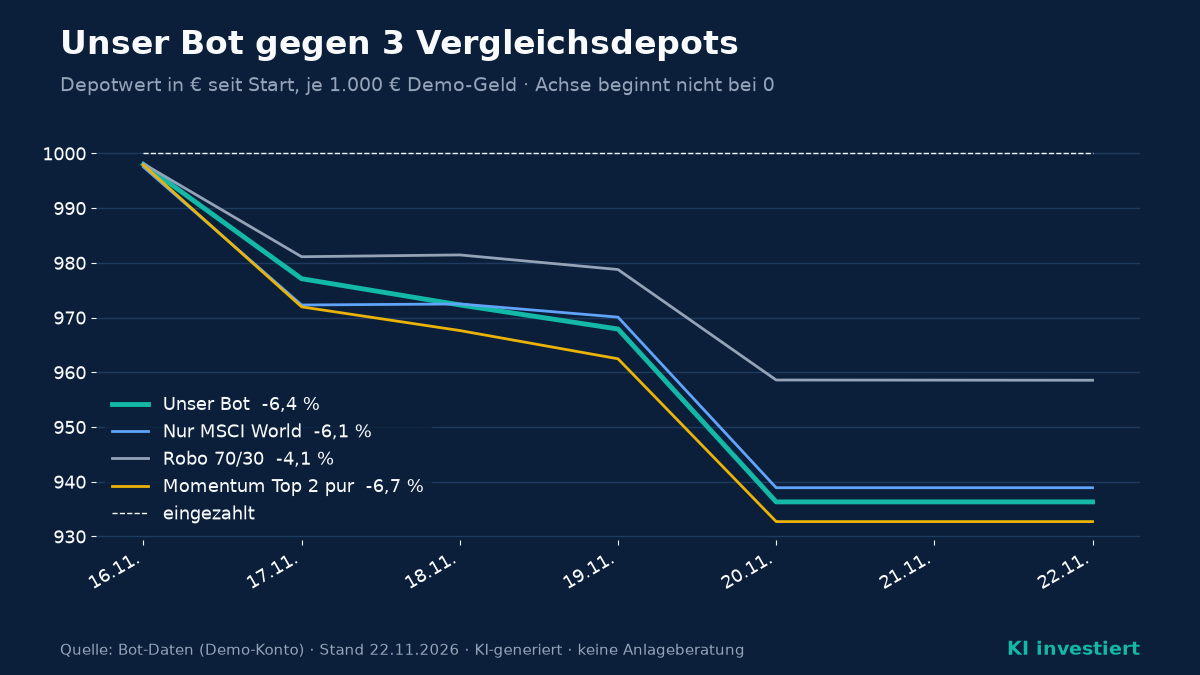 Unser Bot gegen 3 Vergleichsdepots
Depotwert in € seit Start, je 1.000 € Demo-Geld · Achse beginnt nicht bei 0
1000
990
980
970
960
950
940
930
Unser Bot -6,4 %
Nur MSCI World -6,1 %
Robo 70/30 -4,1 %
Momentum Top 2 pur -6,7 %
eingezahlt
16.11.
17.11.
18.11.
19.11.
20.11.
21.11.
22.11.
Quelle: Bot-Daten (Demo-Konto) · Stand 22.11.2026 · KI-generiert · keine Anlageberatung
KI investiert